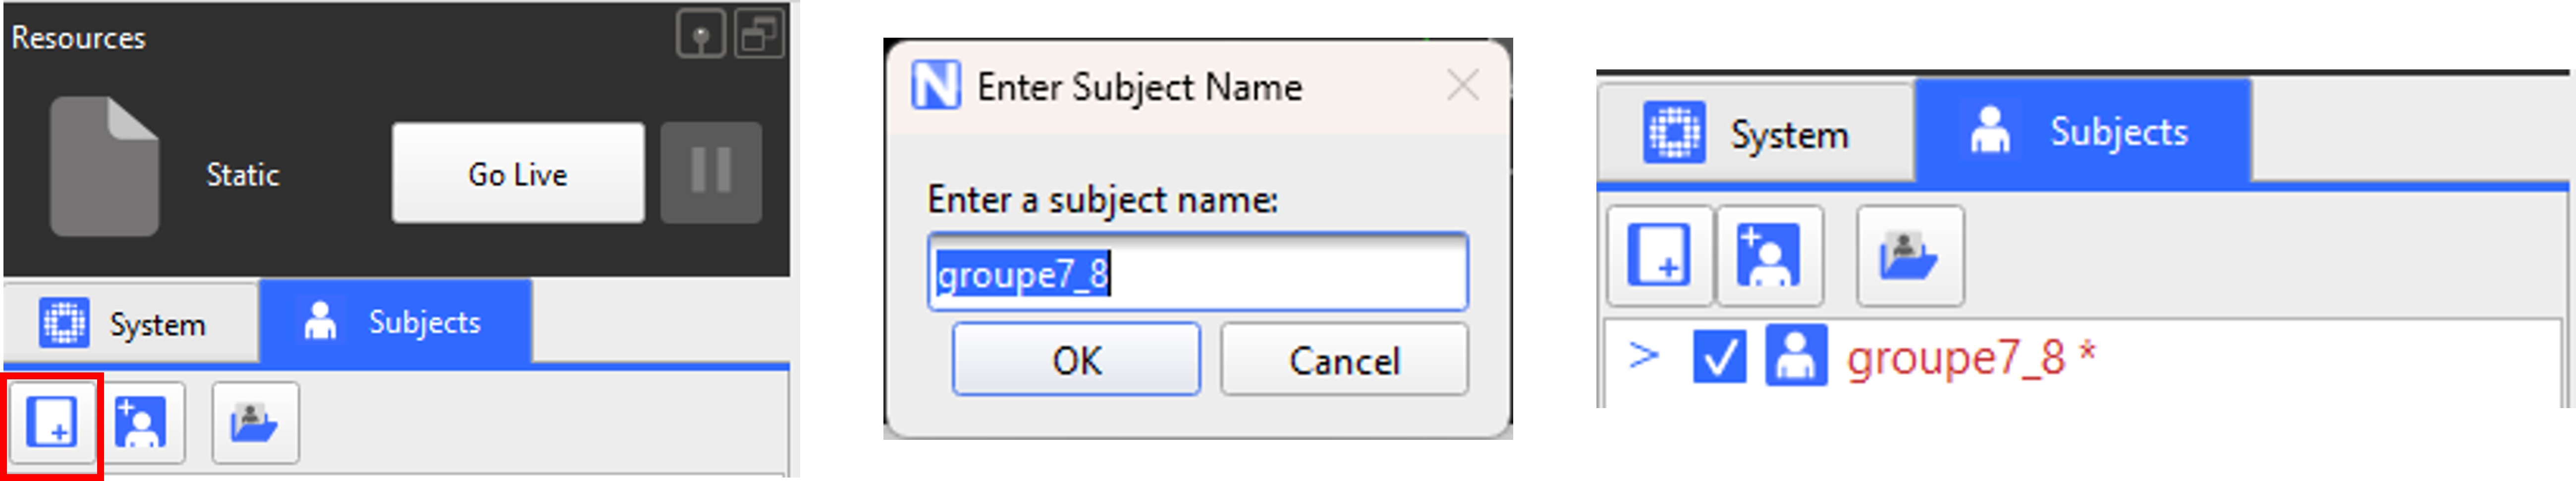 Resources
Static
Go Live
System
Subjects
Enter Subject Name
Enter a subject name:
groupe7_8
OK
Cancel
System
Subjects
groupe7_8 *